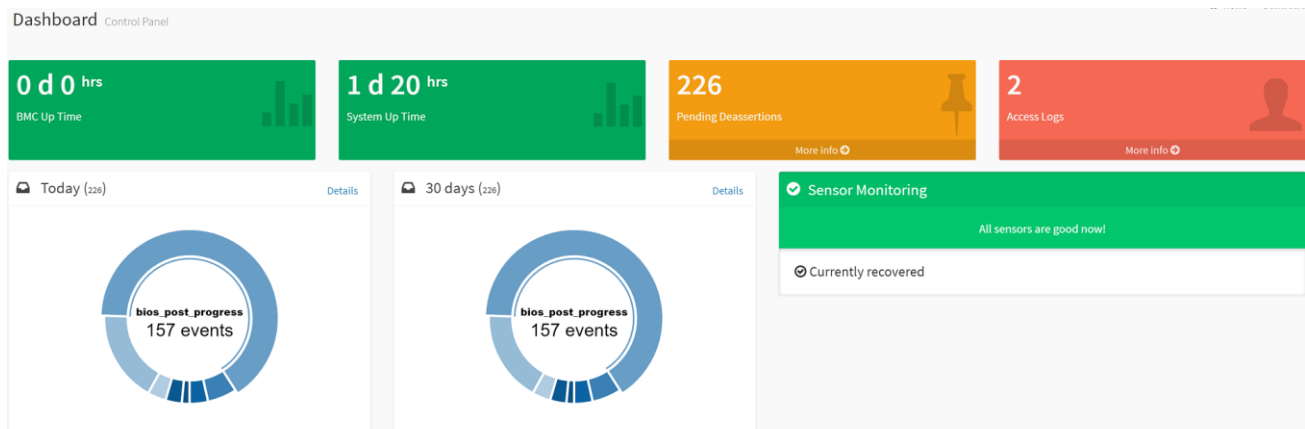 Dashboard Control Panel
0 d 0 hrs
BMC Up Time
1 d 20 hrs
System Up Time
226
Pending Deassertions
More info
2
Access Logs
More info
Today (226) Details
bios_post_progress
157 events
30 days (226) Details
bios_post_progress
157 events
Sensor Monitoring
All sensors are good now!
Currently recovered